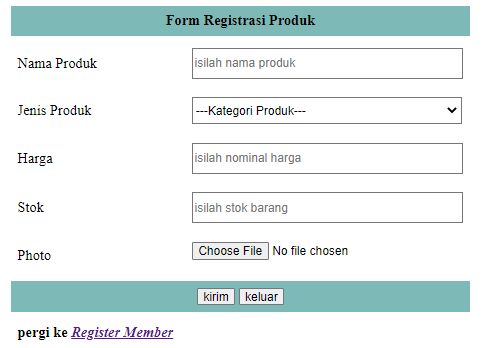 Form Registrasi Produk
Nama Produk isilah nama produk
Jenis Produk ---Kategori Produk---
Harga isilah nominal harga
Stok isilah stok barang
Photo Choose File No file chosen
kirim keluar
pergi ke Register Member